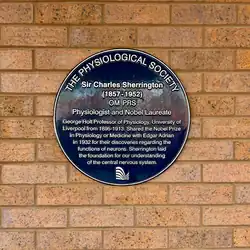 THE PHYSIOLOGICAL SOCIETY
Sir Charles Sherrington
(1857-1952)
OM PRS
Physiologist and Nobel Laureate
George Holt Professor of Physiology, University of
Liverpool from 1895-1913. Shared the Nobel Prize
in Physiology or Medicine with Edgar Adrian
in 1932 for their discoveries regarding the
functions of neurons. Sherrington laid
the foundation for our understanding
of the central nervous system.